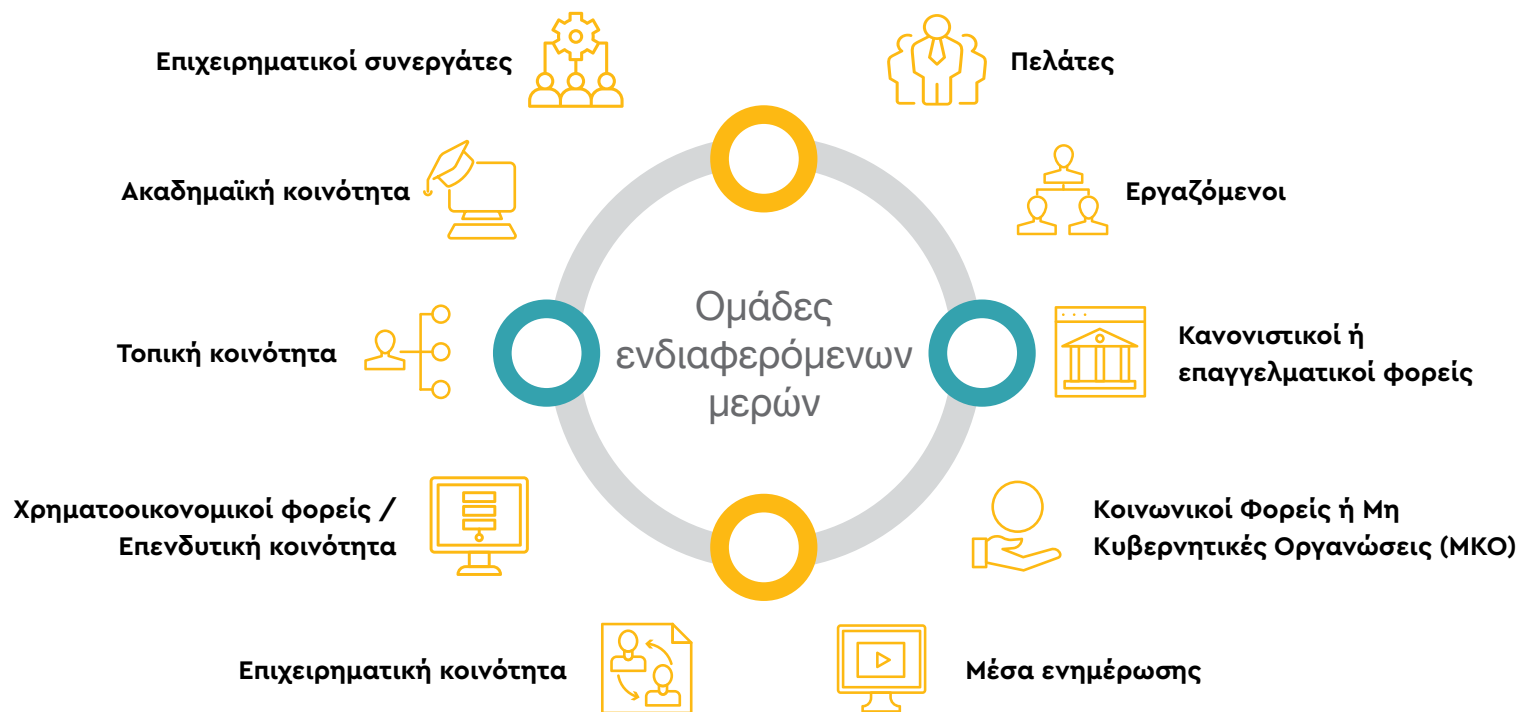 Επιχειρηματικοί συνεργάτες
Πελάτες
Ακαδημαϊκή κοινότητα
Εργαζόμενοι
Ομάδες
ενδιαφερόμενων
μερών
Τοπική κοινότητα
Κανονιστικοί ή
επαγγελματικοί φορείς
Χρηματοοικονομικοί φορείς /
Επενδυτική κοινότητα
Κοινωνικοί Φορείς ή Μη
Κυβερνητικές Οργανώσεις (ΜΚΟ)
Επιχειρηματική κοινότητα
Μέσα ενημέρωσης